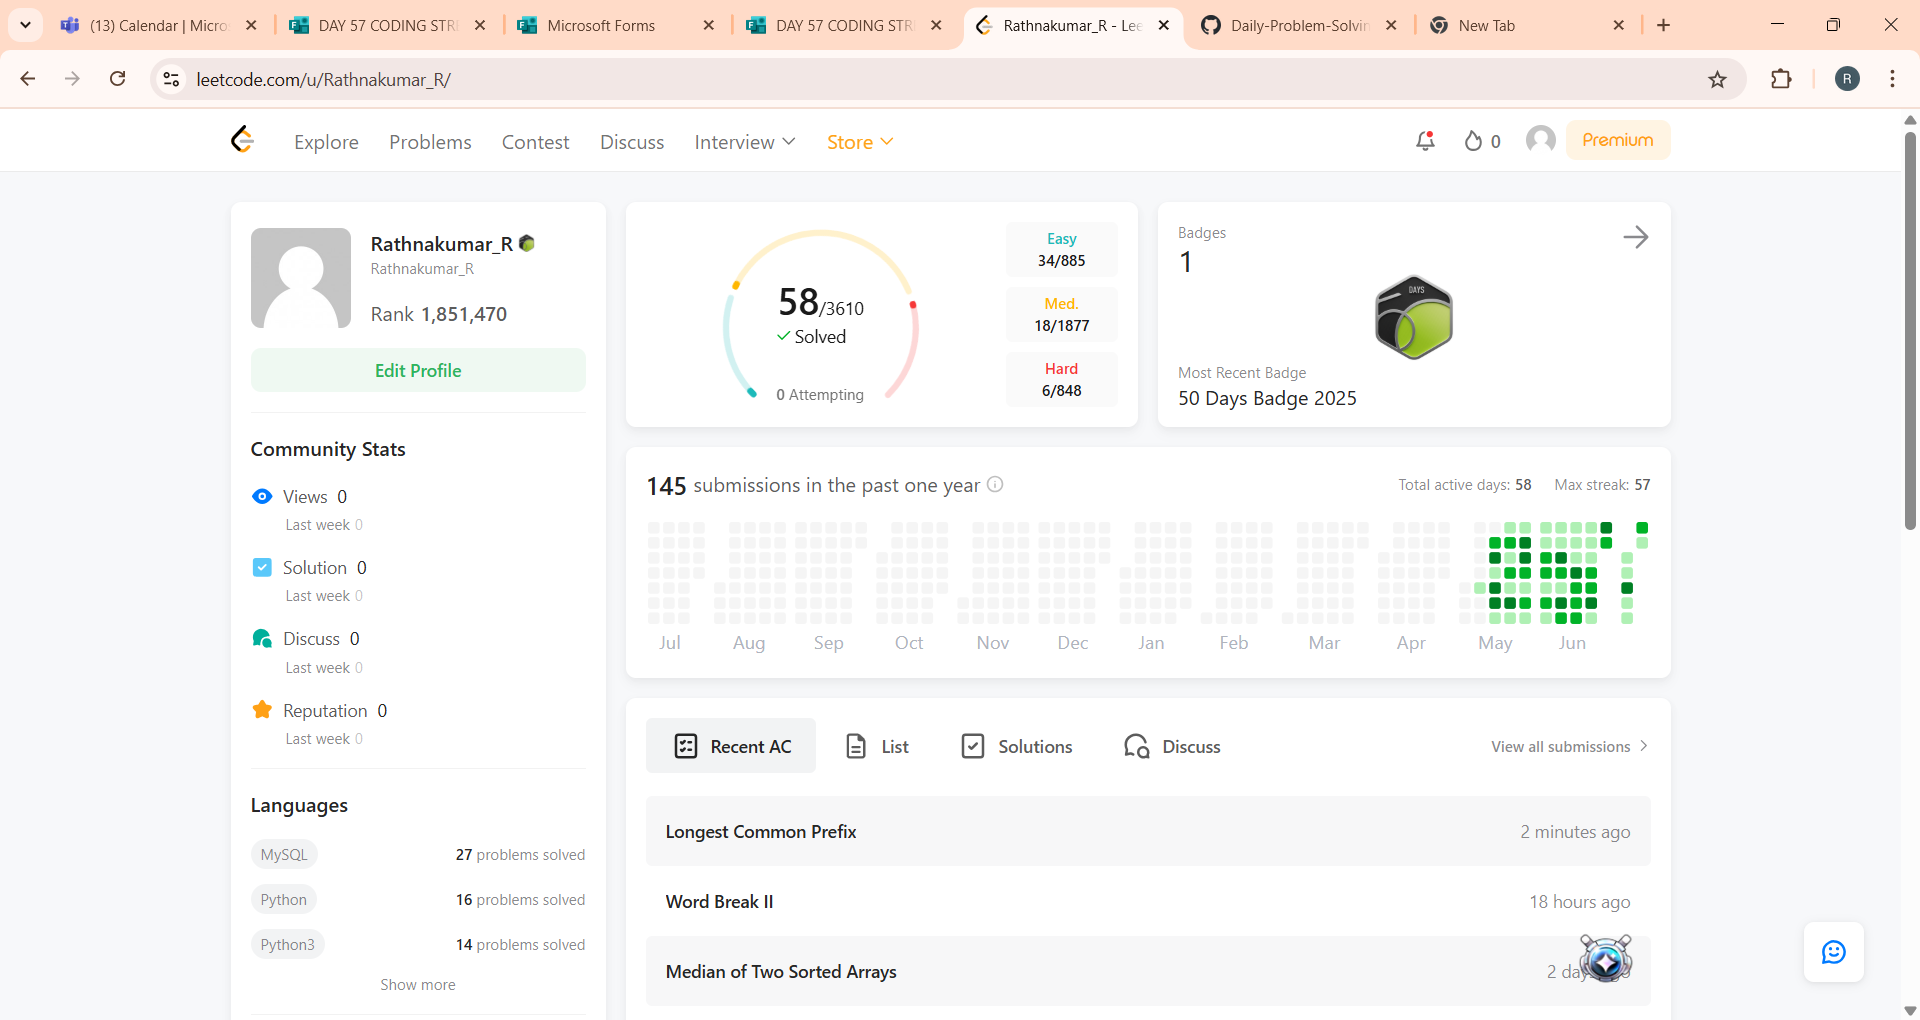 (13) Calendar | Micro:
DAY 57 CODING STR
Microsoft Forms
DAY 57 CODING STR
Rathnakumar_R - Lee
Daily-Problem-Solvin
New Tab
leetcode.com/u/Rathnakumar_R/
R
Explore
Problems
Contest
Discuss
Interview
Store
0
Premium
Rathnakumar_R
Rathnakumar_R
Rank 1,851,470
Edit Profile
Community Stats
Views 0
Last week 0
Solution 0
Last week 0
Discuss 0
Last week 0
Reputation 0
Last week 0
Languages
MySQL 27 problems solved
Python 16 problems solved
Python3 14 problems solved
Show more
58/3610
Solved
0 Attempting
Easy
34/885
Med.
18/1877
Hard
6/848
Badges
1
DAYS
Most Recent Badge
50 Days Badge 2025
145 submissions in the past one year
Total active days: 58 Max streak: 57
Jul Aug Sep Oct Nov Dec Jan Feb Mar Apr May Jun
Recent AC
List
Solutions
Discuss
View all submissions
Longest Common Prefix 2 minutes ago
Word Break II 18 hours ago
Median of Two Sorted Arrays 2 days ago